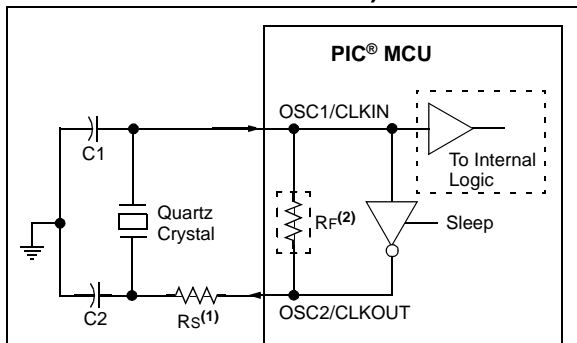 PIC® MCU
OSC1/CLKIN
C1
To Internal
Logic
Quartz
Crystal
RF(2)
Sleep
C2
RS(1)
OSC2/CLKOUT